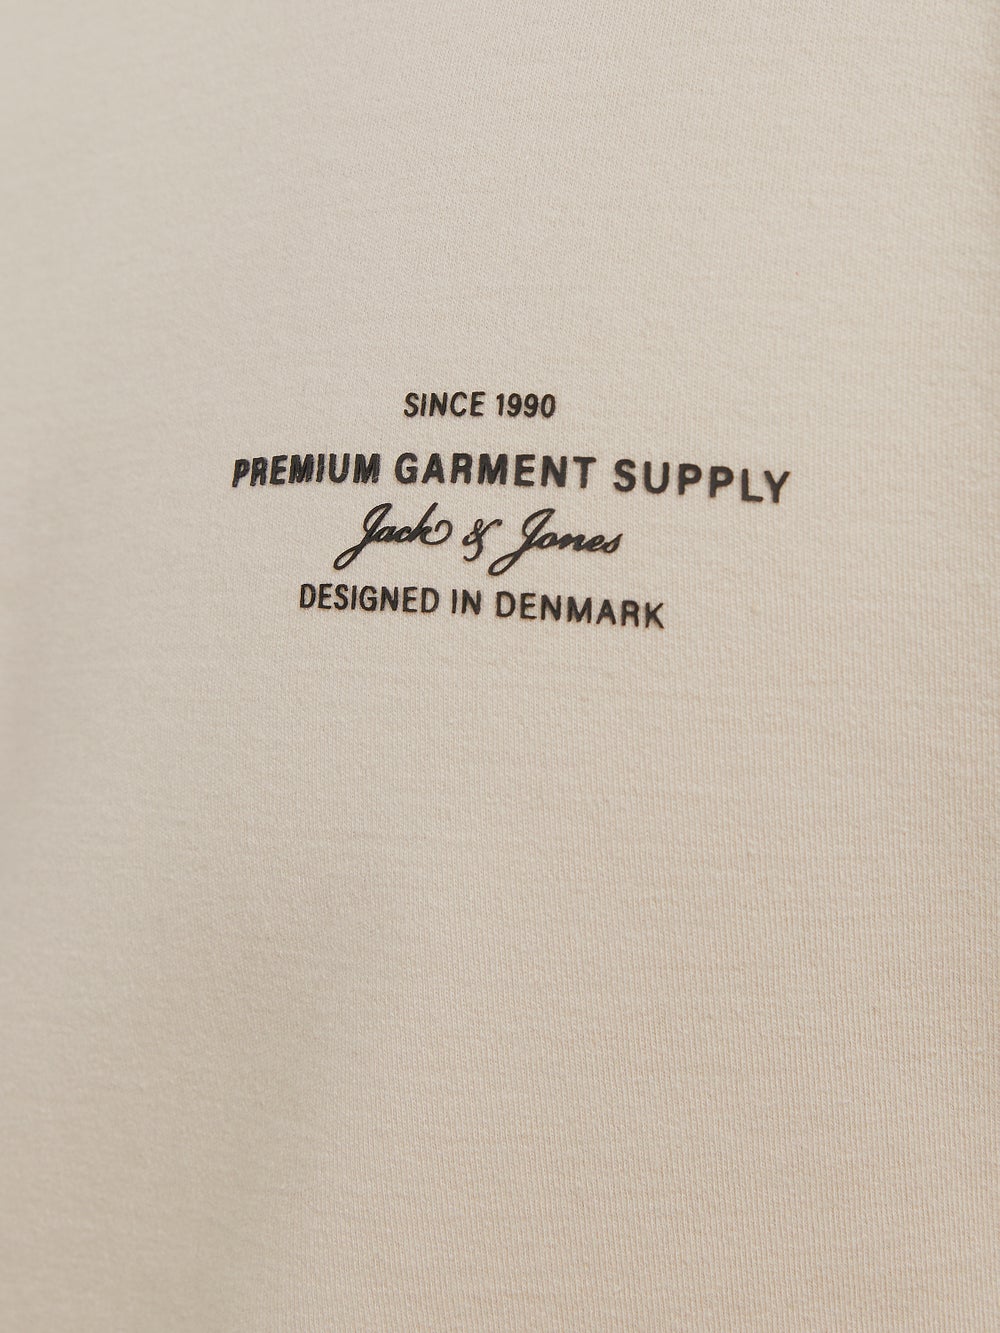 SINCE 1990
PREMIUM GARMENT SUPPLY
Jack & Jones
DESIGNED IN DENMARK